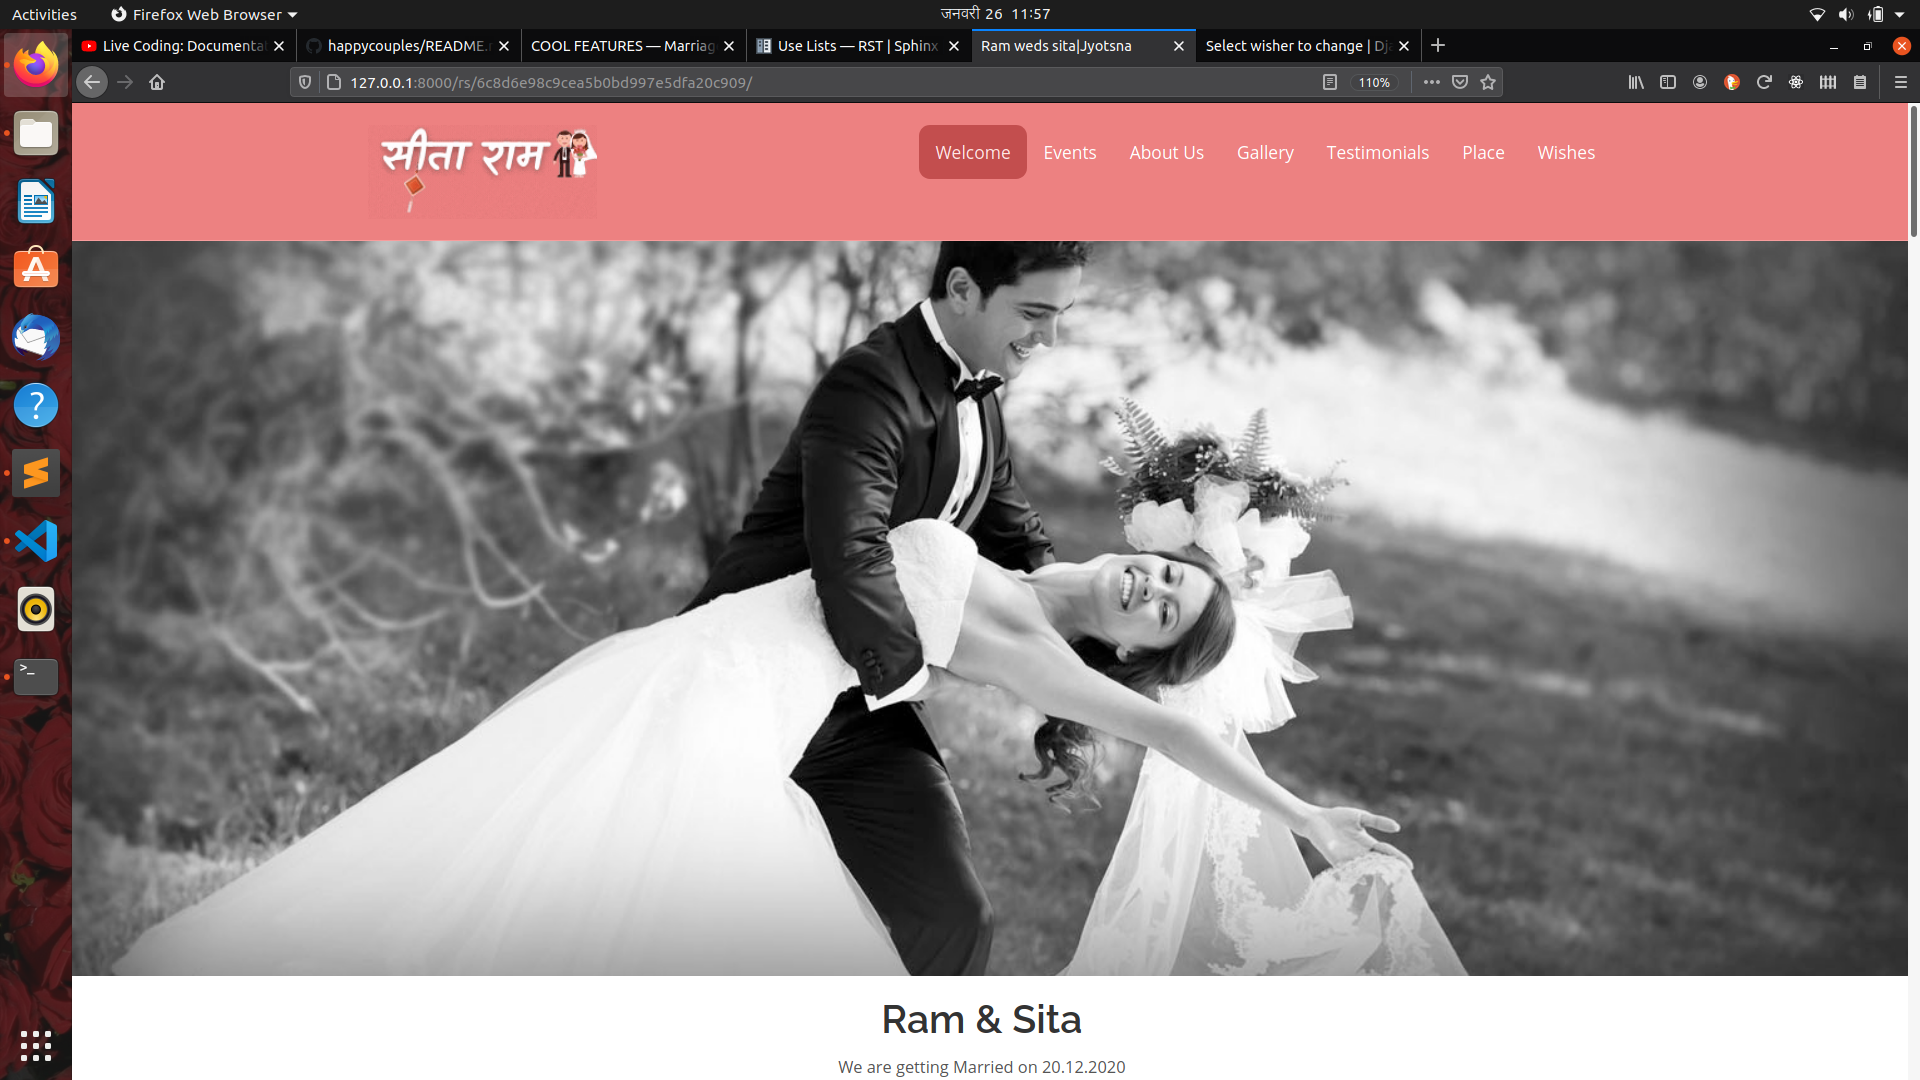 Activities
Firefox Web Browser
जनवरी 26 11:57
Live Coding: Documenta
happycouples/README.
COOL FEATURES — Marriag
Use Lists — RST | Sphinx
Ram weds sita|Jyotsna
Select wisher to change | Dja
127.0.0.1:8000/rs/6c8d6e98c9cea5b0bd997e5dfa20c909/
110%
सीता राम
Welcome
Events
About Us
Gallery
Testimonials
Place
Wishes
Ram & Sita
We are getting Married on 20.12.2020